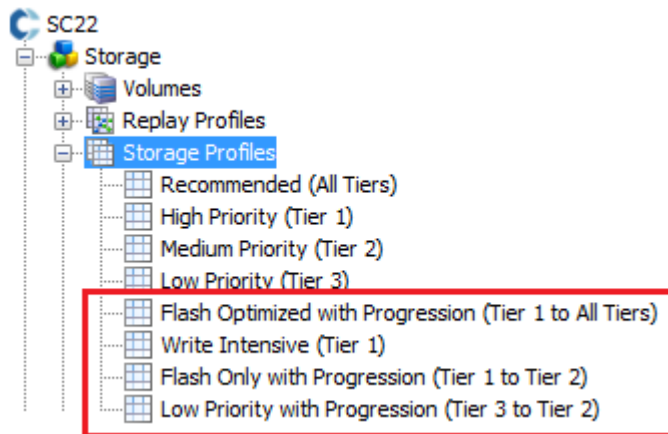 SC22
Storage
Volumes
Replay Profiles
Storage Profiles
Recommended (All Tiers)
High Priority (Tier 1)
Medium Priority (Tier 2)
Low Priority (Tier 3)
Flash Optimized with Progression (Tier 1 to All Tiers)
Write Intensive (Tier 1)
Flash Only with Progression (Tier 1 to Tier 2)
Low Priority with Progression (Tier 3 to Tier 2)